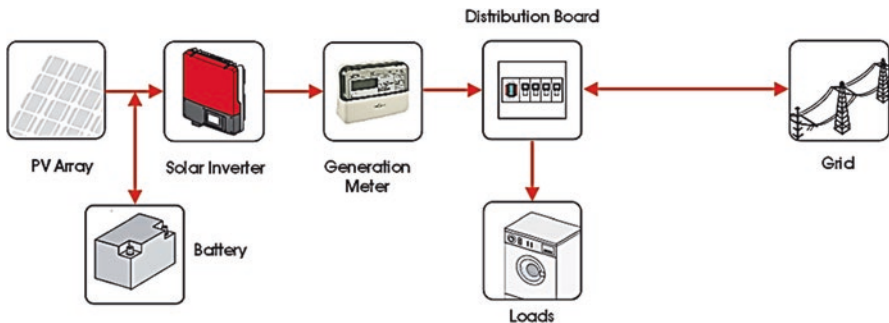 Distribution Board
PV Array
Solar Inverter
Generation
Meter
Grid
Battery
Loads